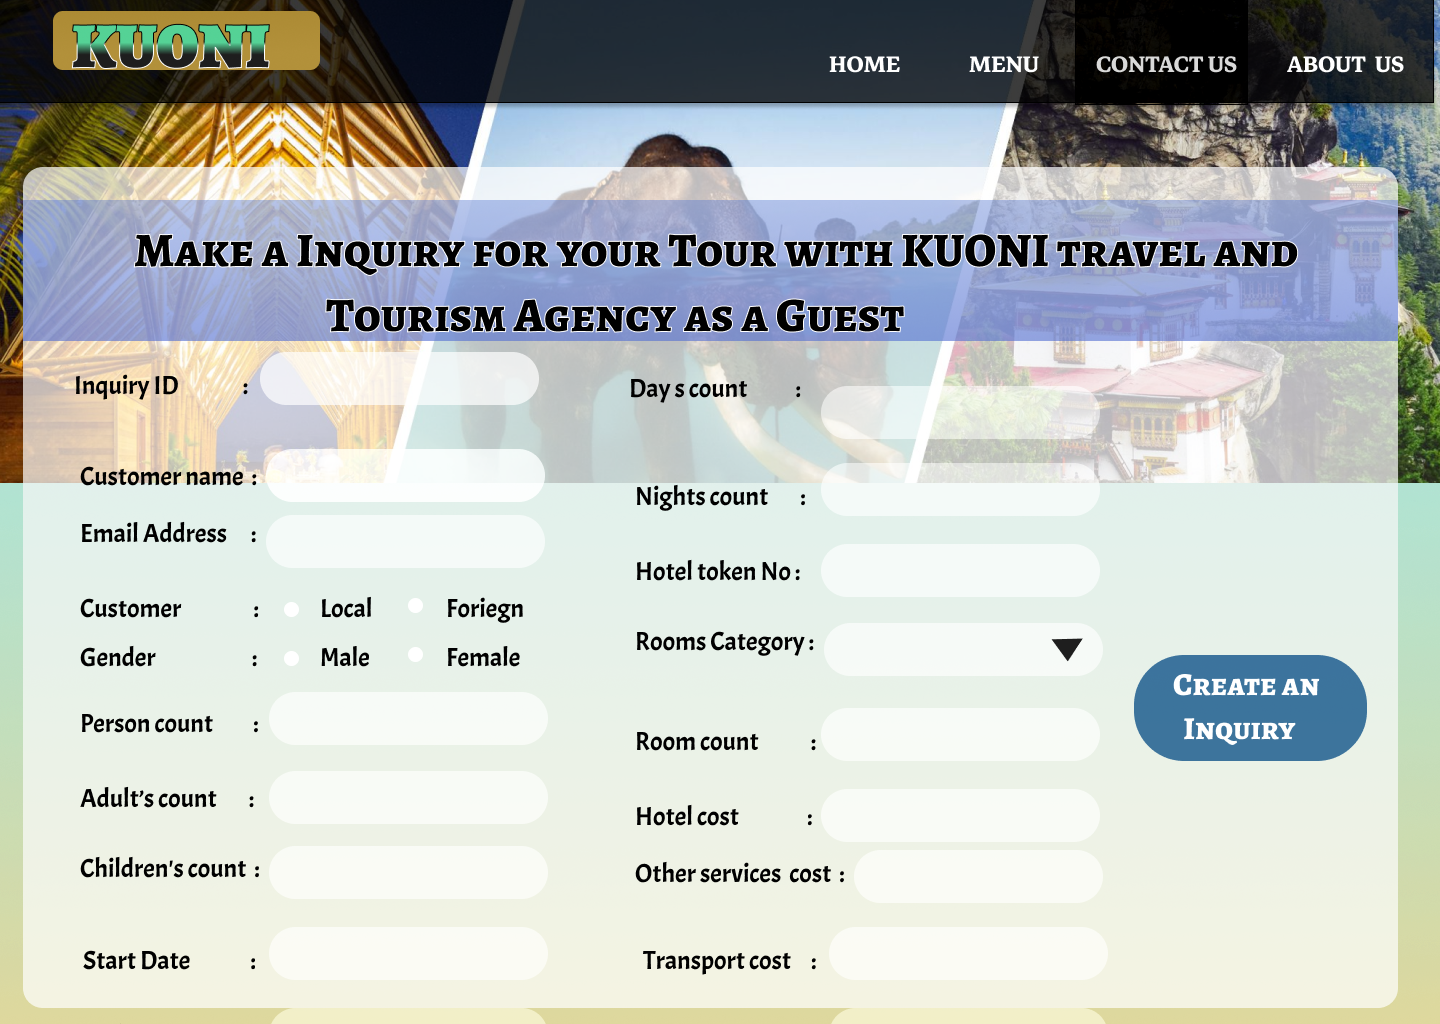 KUONI
HOME MENU CONTACT US ABOUT US
Make a Inquiry for your Tour with KUONI travel and
Tourism Agency as a Guest
Inquiry ID :
Customer name :
Email Address :
Customer : Local Foriegn
Gender : Male Female
Person count :
Adult's count :
Children's count :
Start Date :
Day s count :
Nights count :
Hotel token No :
Rooms Category :
Room count :
Hotel cost :
Other services cost :
Transport cost :
Create an
Inquiry